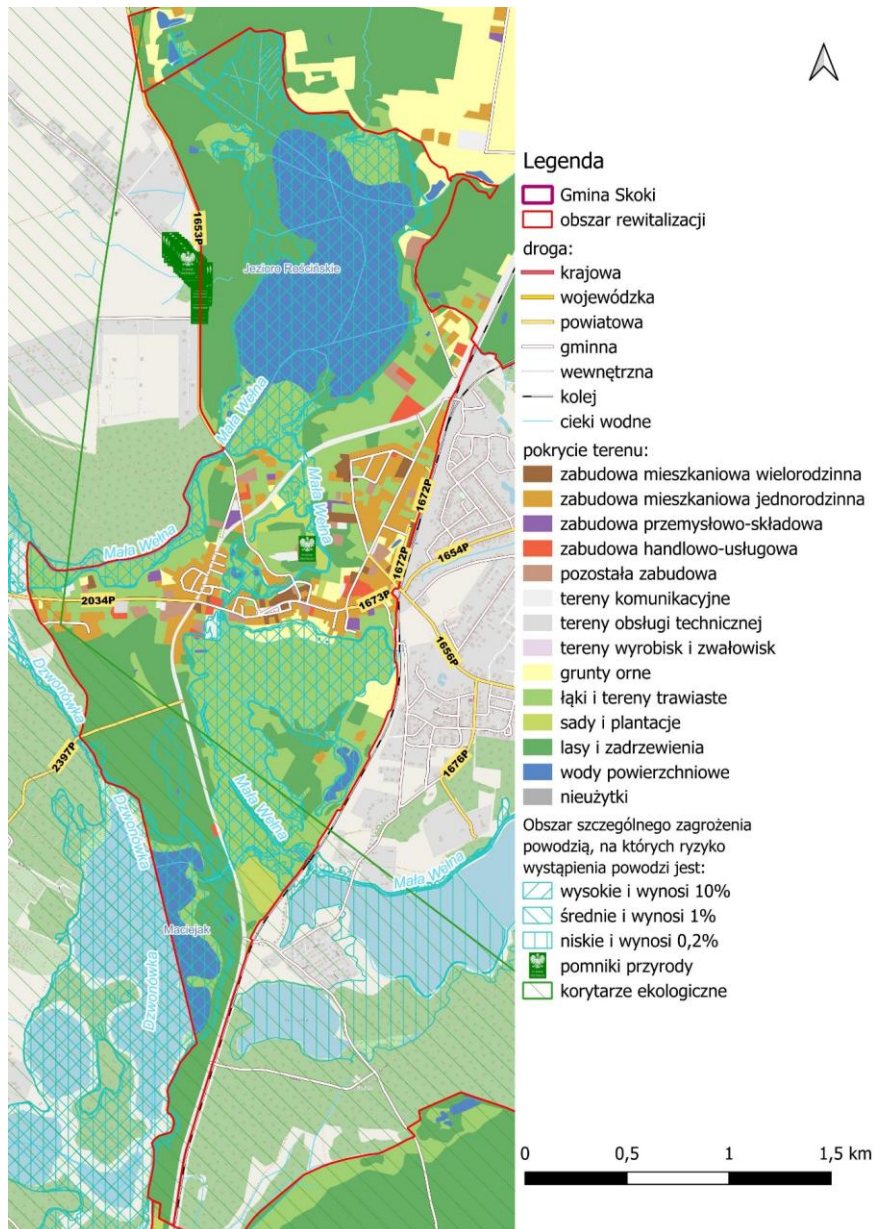 1653P
Jezioro Rościńskie
Mała Wełna
Mała Wełna
Mała Wełna
1672P
1672P
1654P
2034P
1673P
1656P
Dzwonówka
2397P
1676P
Mała Wełna
Mała Wełna
Dzwonówka
Maciejak
Dzwonówka
Legenda
Gmina Skoki
obszar rewitalizacji
droga:
krajowa
wojewódzka
powiatowa
gminna
wewnętrzna
kolej
cieki wodne
pokrycie terenu:
zabudowa mieszkaniowa wielorodzinna
zabudowa mieszkaniowa jednorodzinna
zabudowa przemysłowo-składowa
zabudowa handlowo-usługowa
pozostała zabudowa
tereny komunikacyjne
tereny obsługi technicznej
tereny wyrobisk i zwałowisk
grunty orne
łąki i tereny trawiaste
sady i plantacje
lasy i zadrzewienia
wody powierzchniowe
nieużytki
Obszar szczególnego zagrożenia
powodzią, na których ryzyko
wystąpienia powodzi jest:
wysokie i wynosi 10%
średnie i wynosi 1%
niskie i wynosi 0,2%
pomniki przyrody
korytarze ekologiczne
0 0,5 1 1,5 km